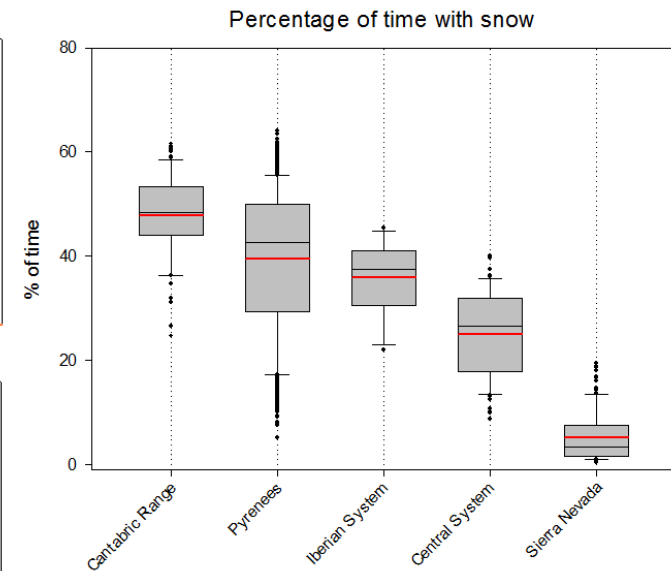 Percentage of time with snow
% of time
80
60
40
20
0
Cantabric Range
Pyrenees
Iberian System
Central System
Sierra Nevada